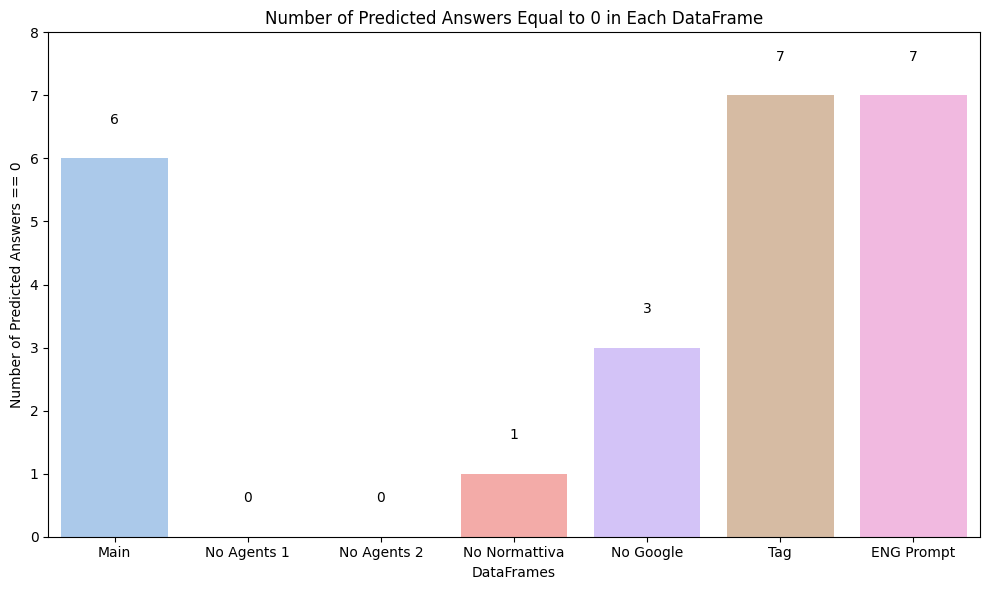 Number of Predicted Answers Equal to 0 in Each DataFrame
Number of Predicted Answers == 0
8
7
6
5
4
3
2
1
0
6
0
0
1
3
7
7
Main
No Agents 1
No Agents 2
No Normattiva
No Google
Tag
ENG Prompt
DataFrames